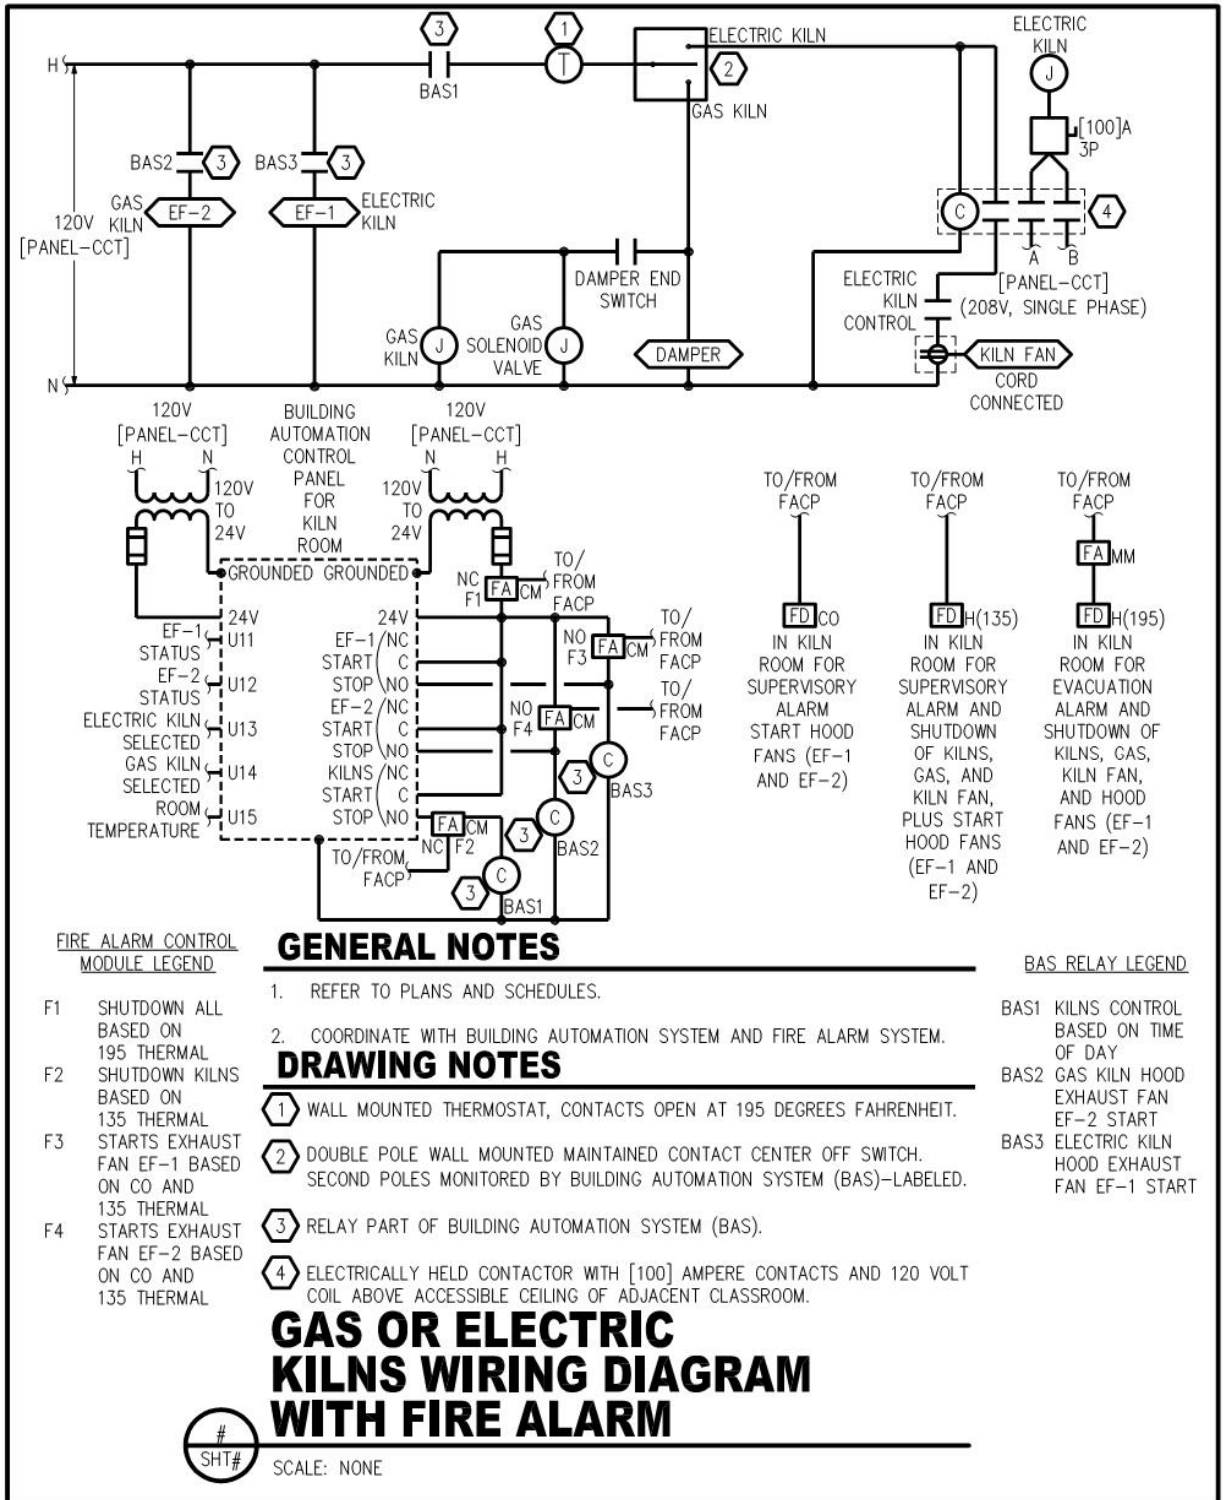 3
1
ELECTRIC
KILN
ELECTRIC KILN
H
T
2
J
BAS1
GAS KILN
[100]A
3P
BAS2
3
BAS3
3
GAS
KILN
EF-2
EF-1
ELECTRIC
KILN
C
4
120V
[PANEL-CCT]
A
B
DAMPER END
SWITCH
ELECTRIC
KILN
CONTROL
[PANEL-CCT]
(208V, SINGLE PHASE)
GAS
KILN
J
GAS
SOLENOID
VALVE
J
DAMPER
KILN FAN
N
CORD
CONNECTED
120V
[PANEL-CCT]
H
N
BUILDING
AUTOMATION
CONTROL
PANEL
FOR
KILN
ROOM
120V
[PANEL-CCT]
N
H
120V
TO
24V
120V
TO
24V
TO/FROM
FACP
TO/FROM
FACP
TO/FROM
FACP
FA
MM
GROUNDED
GROUNDED
NC
F1
FA
CM
TO/
FROM
FACP
24V
24V
EF-1
STATUS
U11
EF-2
STATUS
U12
ELECTRIC KILN
SELECTED
U13
GAS KILN
SELECTED
U14
ROOM
TEMPERATURE
U15
EF-1/NC
START C
STOP NO
EF-2/NC
START C
STOP NO
KILNS/NC
START C
STOP NO
NO
F3
FA
CM
TO/
FROM
FACP
NO
F4
FA
CM
TO/
FROM
FACP
3
C
BAS3
3
C
BAS2
FA
CM
NC
F2
TO/FROM
FACP
3
C
BAS1
FD
CO
IN KILN
ROOM FOR
SUPERVISORY
ALARM
START HOOD
FANS (EF-1
AND EF-2)
FD
H(135)
IN KILN
ROOM FOR
SUPERVISORY
ALARM AND
SHUTDOWN
OF KILNS,
GAS, AND
KILN FAN,
PLUS START
HOOD FANS
(EF-1 AND
EF-2)
FD
H(195)
IN KILN
ROOM FOR
EVACUATION
ALARM AND
SHUTDOWN OF
KILNS, GAS,
KILN FAN,
AND HOOD
FANS (EF-1
AND EF-2)
FIRE ALARM CONTROL
MODULE LEGEND
F1 SHUTDOWN ALL
BASED ON
195 THERMAL
F2 SHUTDOWN KILNS
BASED ON
135 THERMAL
F3 STARTS EXHAUST
FAN EF-1 BASED
ON CO AND
135 THERMAL
F4 STARTS EXHAUST
FAN EF-2 BASED
ON CO AND
135 THERMAL
GENERAL NOTES
1. REFER TO PLANS AND SCHEDULES.
2. COORDINATE WITH BUILDING AUTOMATION SYSTEM AND FIRE ALARM SYSTEM.
DRAWING NOTES
1 WALL MOUNTED THERMOSTAT, CONTACTS OPEN AT 195 DEGREES FAHRENHEIT.
2 DOUBLE POLE WALL MOUNTED MAINTAINED CONTACT CENTER OFF SWITCH.
SECOND POLES MONITORED BY BUILDING AUTOMATION SYSTEM (BAS)-LABELED.
3 RELAY PART OF BUILDING AUTOMATION SYSTEM (BAS).
4 ELECTRICALLY HELD CONTACTOR WITH [100] AMPERE CONTACTS AND 120 VOLT
COIL ABOVE ACCESSIBLE CEILING OF ADJACENT CLASSROOM.
BAS RELAY LEGEND
BAS1 KILNS CONTROL
BASED ON TIME
OF DAY
BAS2 GAS KILN HOOD
EXHAUST FAN
EF-2 START
BAS3 ELECTRIC KILN
HOOD EXHAUST
FAN EF-1 START
GAS OR ELECTRIC
KILNS WIRING DIAGRAM
WITH FIRE ALARM
#
SHT#
SCALE: NONE